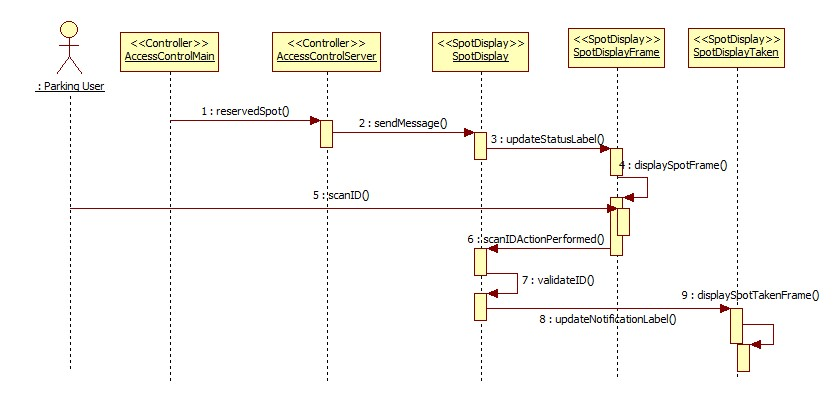 <<Controller>>
AccessControlMain
<<Controller>>
AccessControlServer
<<SpotDisplay>>
SpotDisplay
<<SpotDisplay>>
SpotDisplayFrame
<<SpotDisplay>>
SpotDisplayTaken
: Parking User
1 : reservedSpot()
2 : sendMessage()
3 : updateStatusLabel()
4 : displaySpotFrame()
5 : scanID()
6 : scanIDActionPerformed()
7 : validateID()
9 : displaySpotTakenFrame()
8 : updateNotificationLabel()